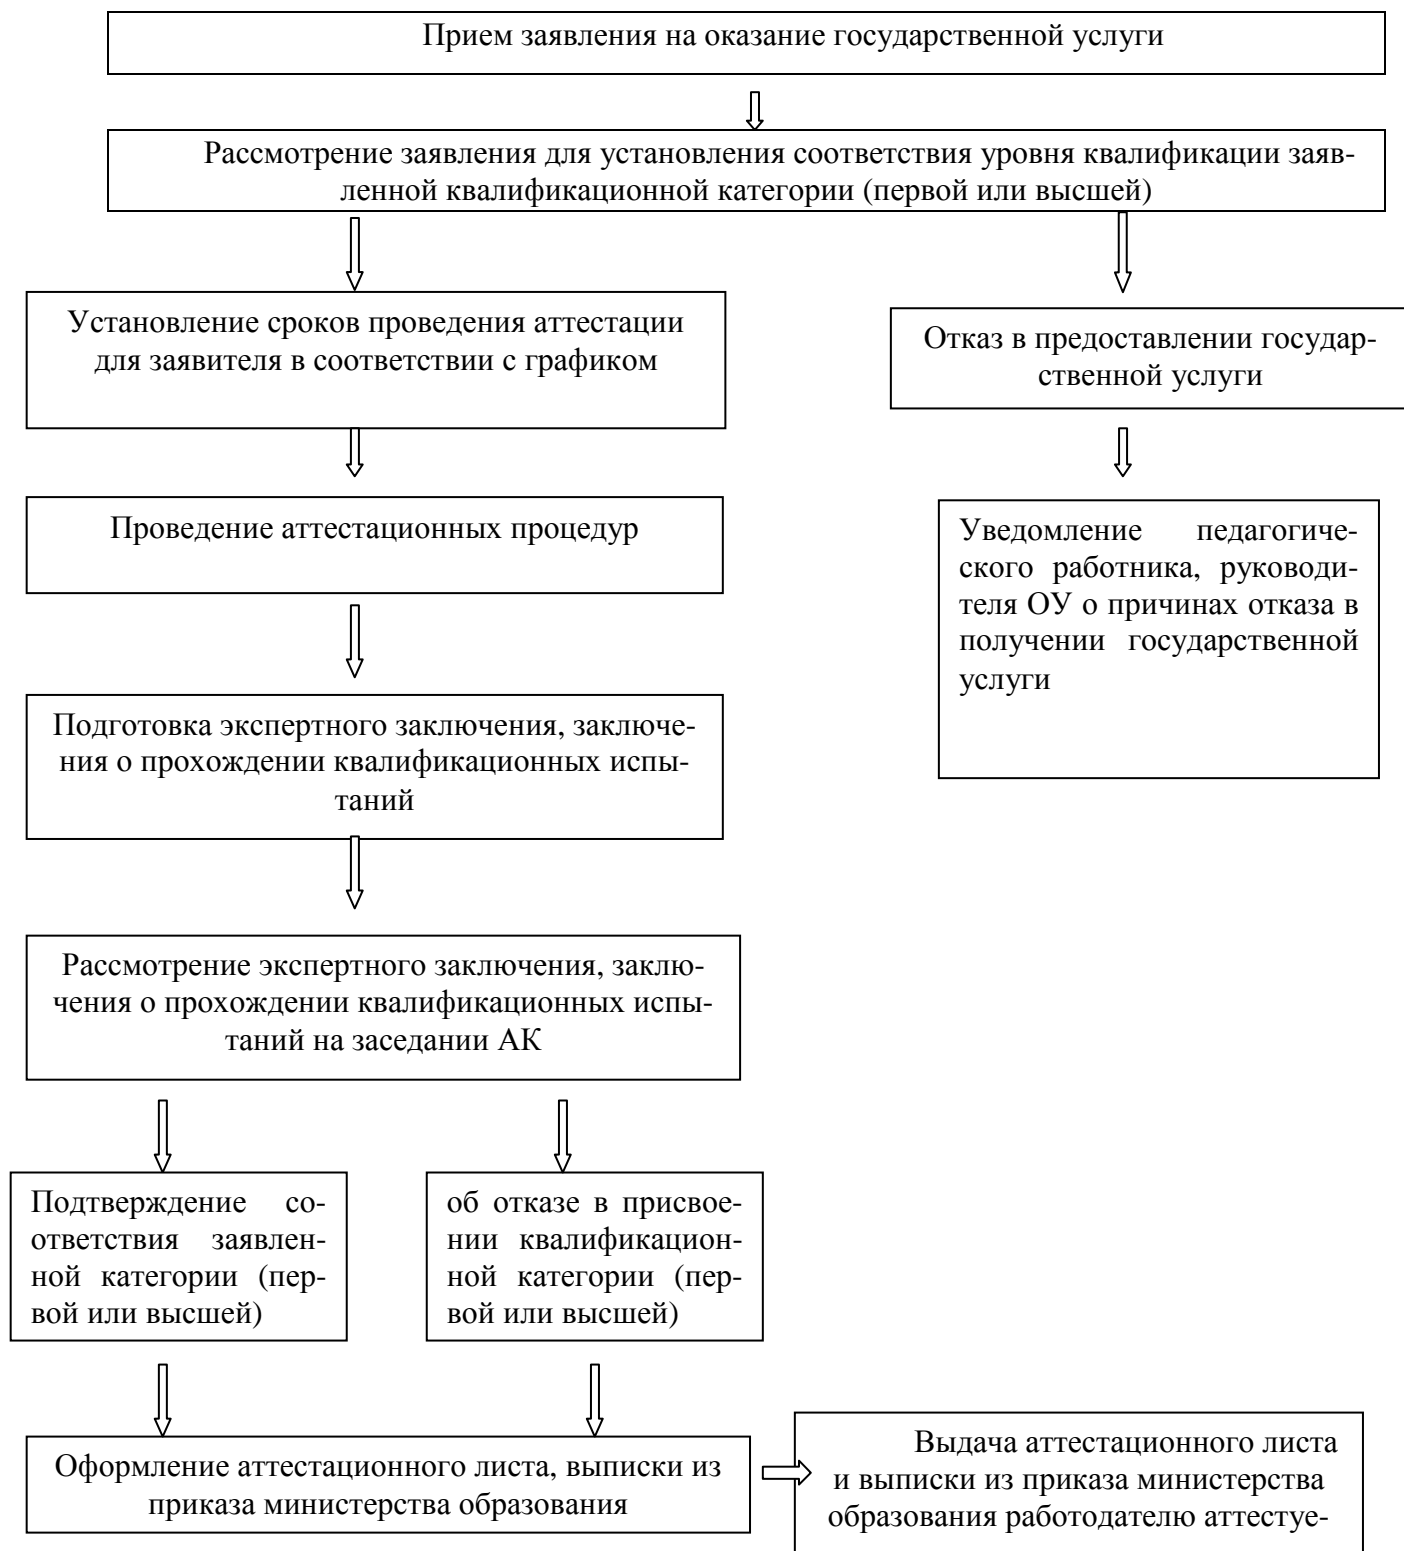 Прием заявления на оказание государственной услуги
Рассмотрение заявления для установления соответствия уровня квалификации заяв-
ленной квалификационной категории (первой или высшей)
Установление сроков проведения аттестации
для заявителя в соответствии с графиком
Отказ в предоставлении государ-
ственной услуги
Проведение аттестационных процедур
Уведомление педагогиче-
ского работника, руководи-
теля ОУ о причинах отказа в
получении государственной
услуги
Подготовка экспертного заключения, заключе-
ния о прохождении квалификационных испы-
таний
Рассмотрение экспертного заключения, заклю-
чения о прохождении квалификационных испы-
таний на заседании АК
Подтверждение со-
ответствия заявлен-
ной категории (пер-
вой или высшей)
об отказе в присвое-
нии квалификацион-
ной категории (пер-
вой или высшей)
Оформление аттестационного листа, выписки из
приказа министерства образования
Выдача аттестационного листа
и выписки из приказа министерства
образования работодателю аттестуе-